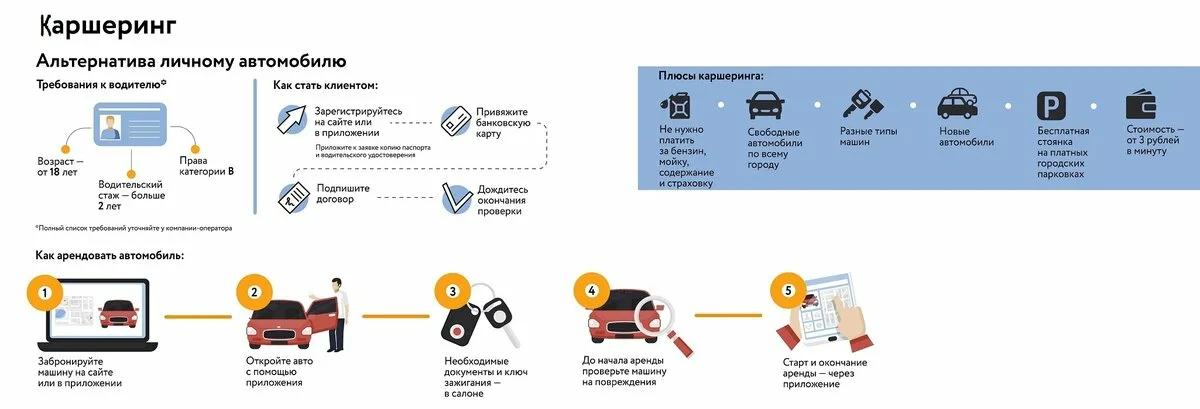 Каршеринг
Альтернатива личному автомобилю
Требования к водителю*
Возраст —
от 18 лет
Водительский
стаж — больше
2 лет
Права
категории В
*Полный список требований уточняйте у компании-оператора
Как стать клиентом:
Зарегистрируйтесь
на сайте или
в приложении
Приложите к заявке копию паспорта
и водительского удостоверения
Привяжите
банковскую
карту
Подпишите
договор
Дождитесь
окончания
проверки
Плюсы каршеринга:
Не нужно
платить
за бензин,
мойку,
содержание
и страховку
Свободные
автомобили
по всему
городу
Разные типы
машин
Новые
автомобили
P
Бесплатная
стоянка
на платных
городских
парковках
Стоимость —
от 3 рублей
в минуту
Как арендовать автомобиль:
1
Забронируйте
машину на сайте
или в приложении
2
Откройте авто
с помощью
приложения
3
Необходимые
документы и ключ
зажигания —
в салоне
4
До начала аренды
проверьте машину
на повреждения
5
Старт и окончание
аренды — через
приложение